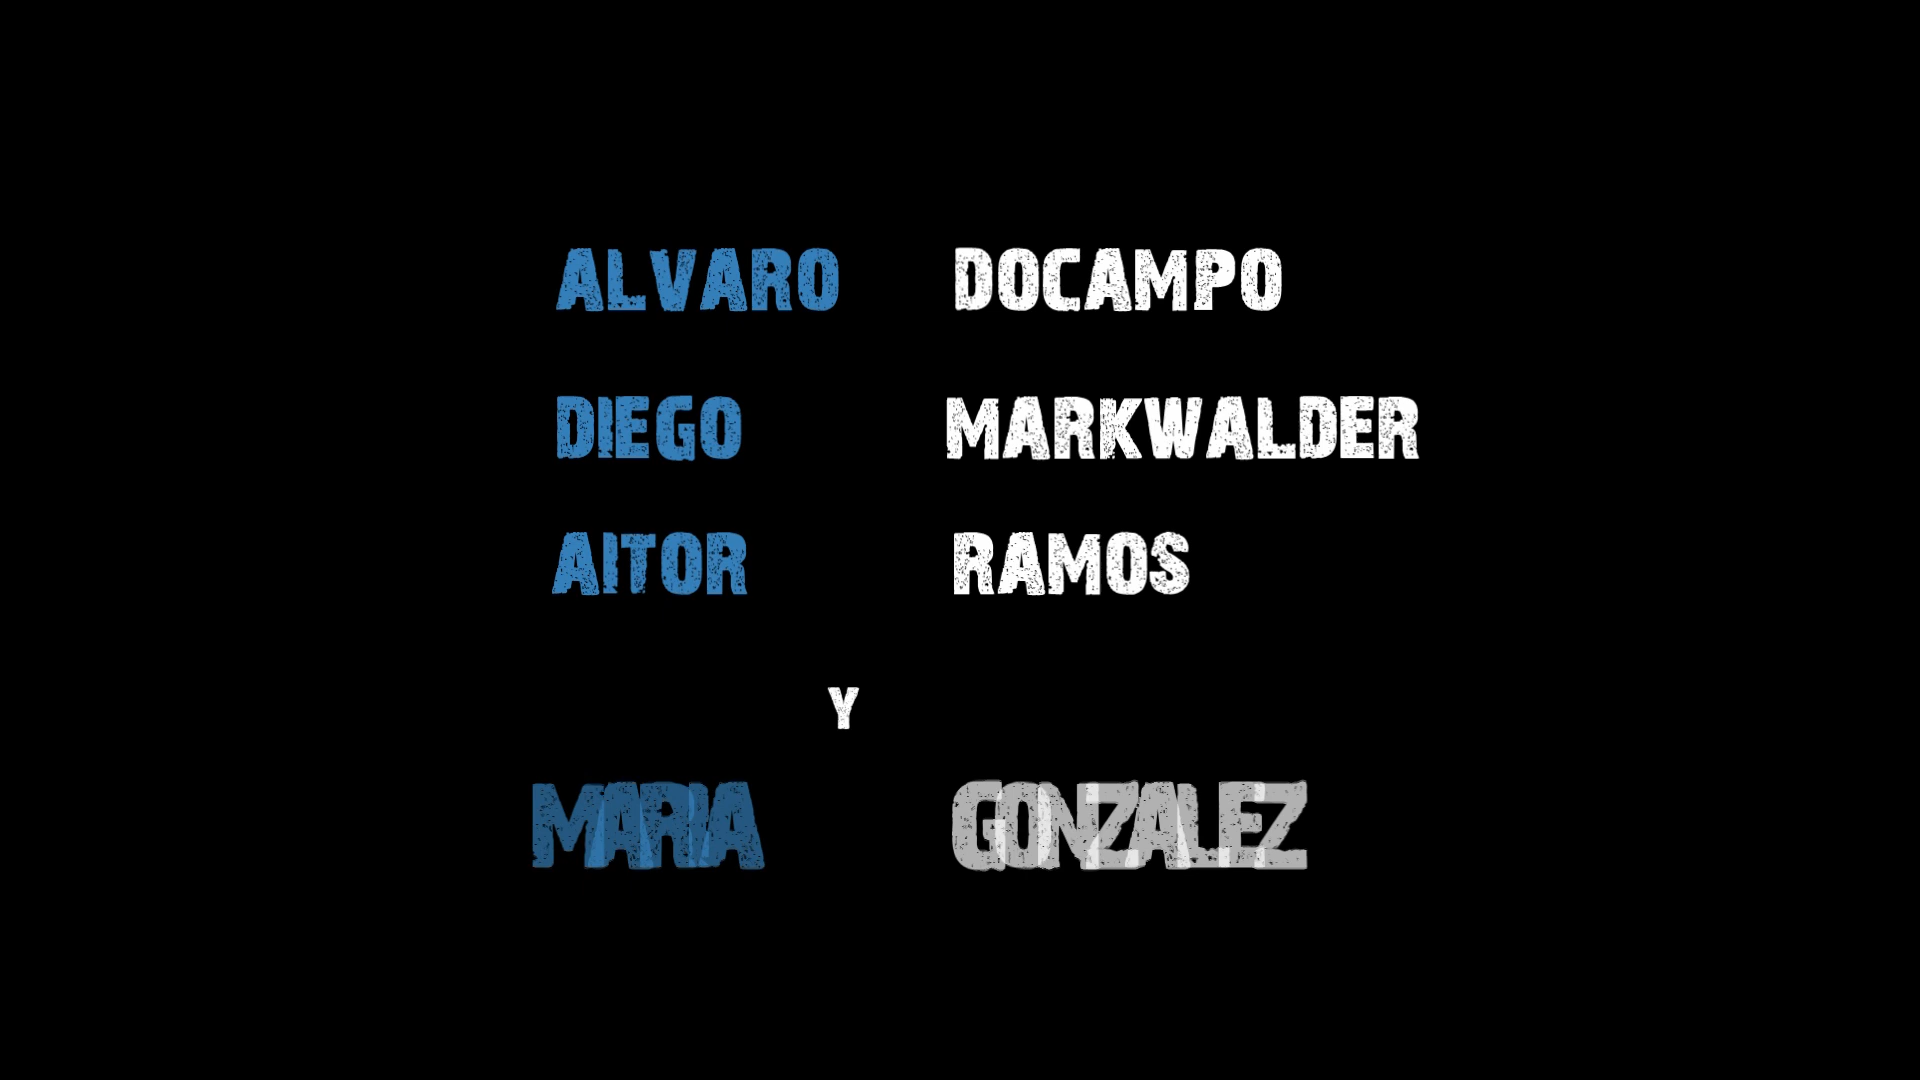 ALVARO DOCAMPO
DIEGO MARKWALDER
AITOR RAMOS
Y
MARIA GONZALEZ